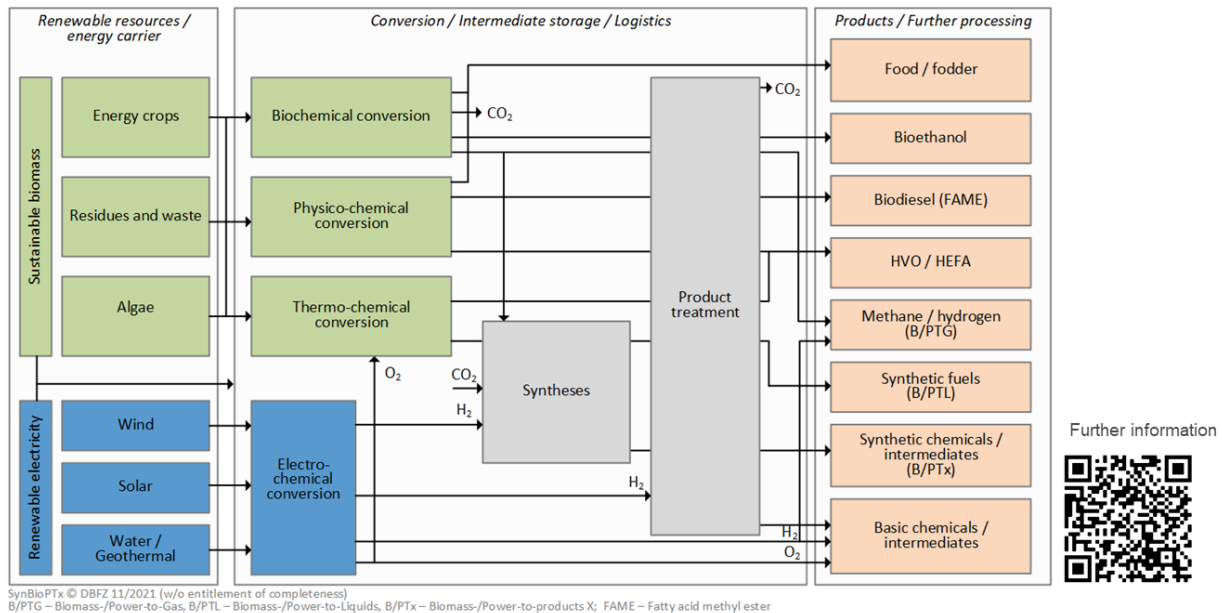 Renewable resources /
energy carrier
Conversion / Intermediate storage / Logistics
Products / Further processing
Sustainable biomass
Energy crops
Residues and waste
Algae
Renewable electricity
Wind
Solar
Water /
Geothermal
Biochemical conversion
CO₂
Physico-chemical
conversion
Thermo-chemical
conversion
O₂
Electro-
chemical
conversion
CO₂
H₂
Syntheses
H₂
Product
treatment
CO₂
H₂
O₂
Food / fodder
Bioethanol
Biodiesel (FAME)
HVO / HEFA
Methane / hydrogen
(B/PTG)
Synthetic fuels
(B/PTL)
Synthetic chemicals /
intermediates
(B/PTx)
Basic chemicals /
intermediates
Further information
SynBioPTx © DBFZ 11/2021 (w/o entitlement of completeness)
B/PTG – Biomass-/Power-to-Gas, B/PTL – Biomass-/Power-to-Liquids, B/PTx – Biomass-/Power-to-products X; FAME – Fatty acid methyl ester